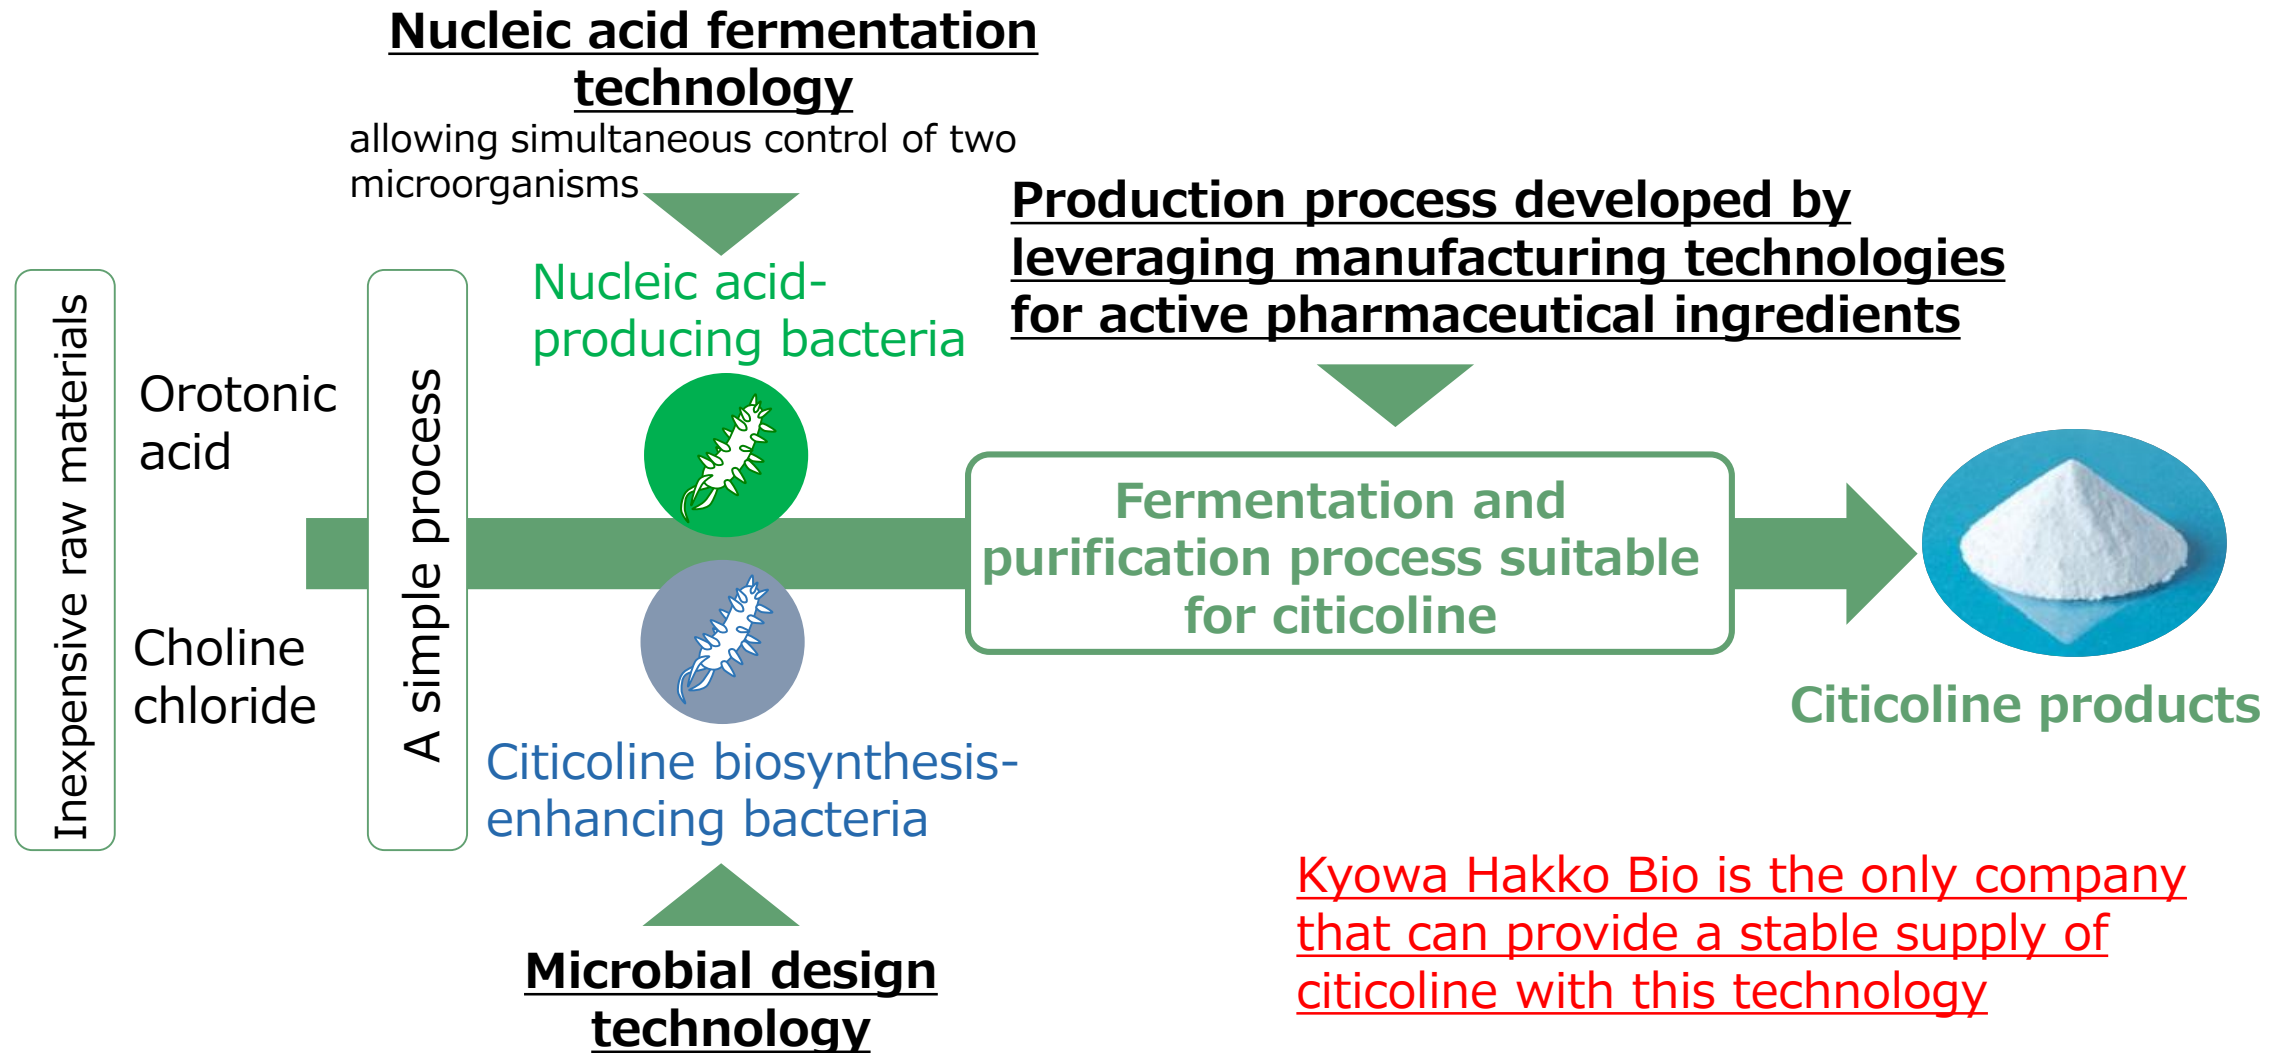 Nucleic acid fermentation
technology
allowing simultaneous control of two
microorganisms
Production process developed by
leveraging manufacturing technologies
for active pharmaceutical ingredients
Inexpensive raw materials
Orotonic
acid
Choline
chloride
A simple process
Nucleic acid-
producing bacteria
Citicoline biosynthesis-
enhancing bacteria
Microbial design
technology
Fermentation and
purification process suitable
for citicoline
Citicoline products
Kyowa Hakko Bio is the only company
that can provide a stable supply of
citicoline with this technology